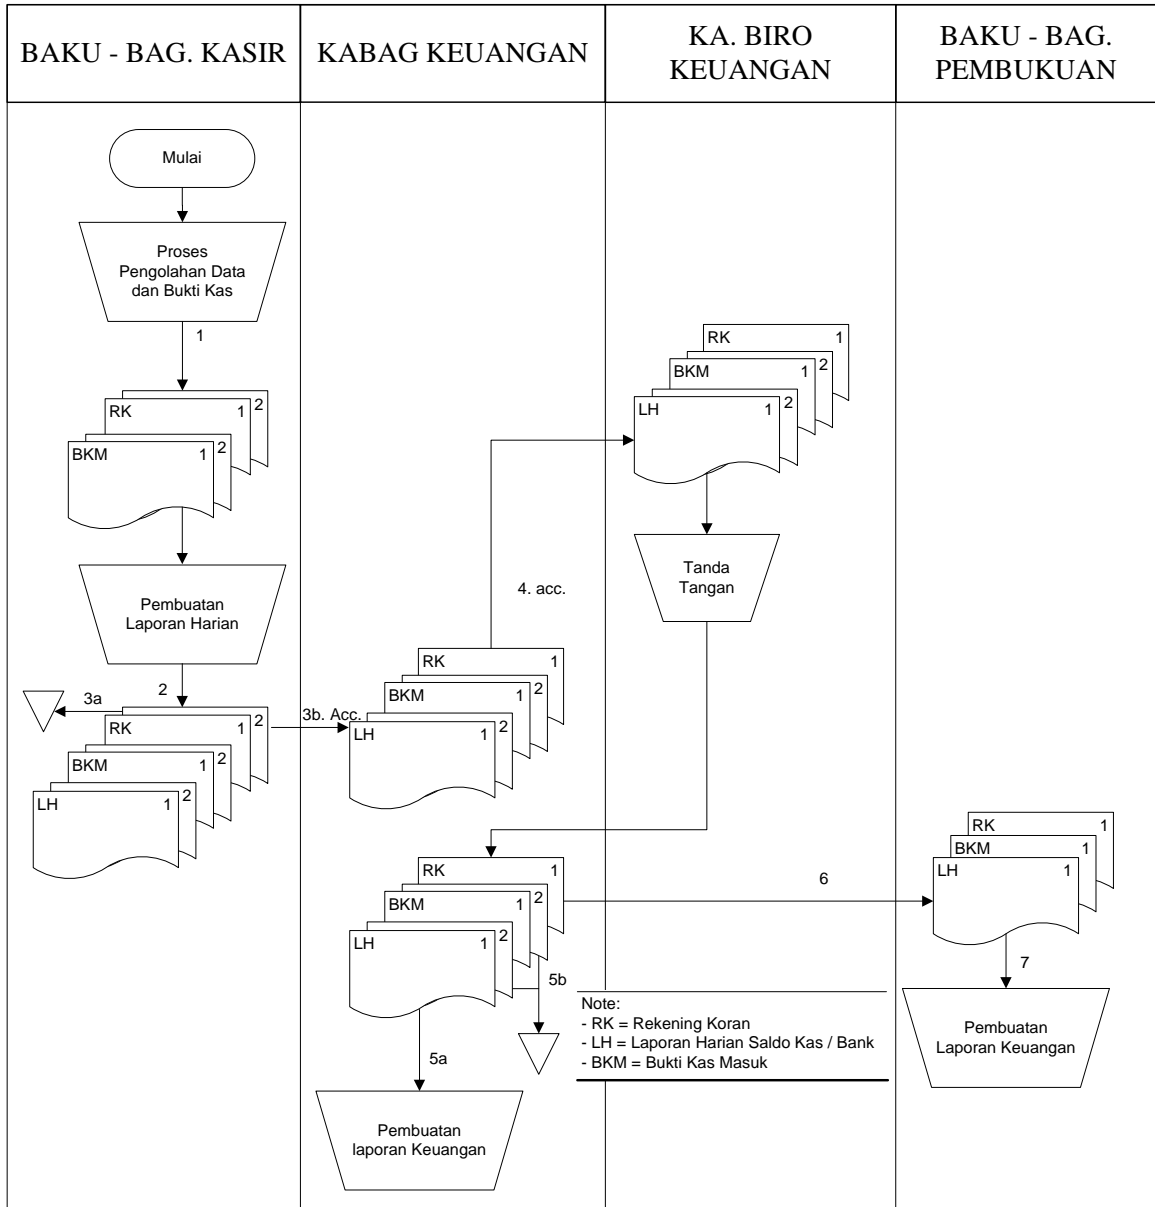 BAKU - BAG. KASIR
KABAG KEUANGAN
KA. BIRO
KEUANGAN
BAKU - BAG.
PEMBUKUAN
Mulai
Proses
Pengolahan Data
dan Bukti Kas
1
RK 1 2
BKM 1 2
Pembuatan
Laporan Harian
2
3a
RK 1 2
BKM 1 2
LH 1 2
3b. Acc.
RK 1
BKM 1 2
LH 1 2
4. acc.
RK 1
BKM 1 2
LH 1 2
Tanda
Tangan
RK 1
BKM 1 2
LH 1 2
5b
5a
Pembuatan
laporan Keuangan
6
RK 1
BKM 1
LH 1
7
Pembuatan
Laporan Keuangan
Note:
- RK = Rekening Koran
- LH = Laporan Harian Saldo Kas / Bank
- BKM = Bukti Kas Masuk